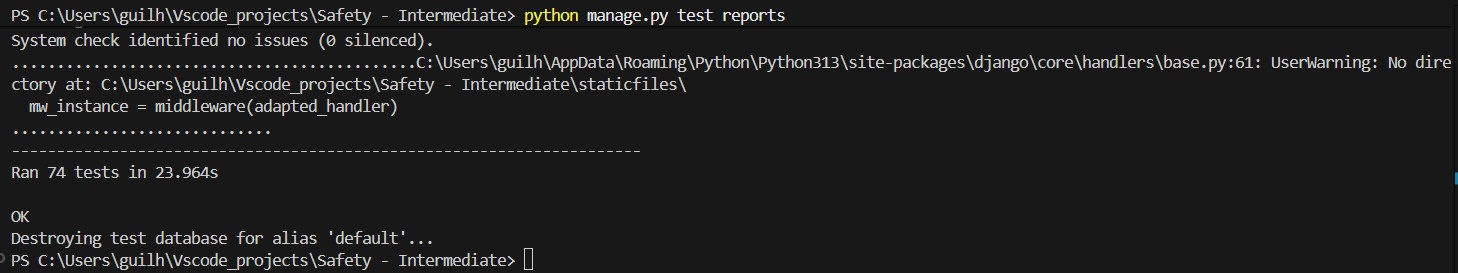 PS C:\Users\guilh\Vscode_projects\Safety - Intermediate> python manage.py test reports
System check identified no issues (0 silenced).
.............................................C:\Users\guilh\AppData\Roaming\Python\Python313\site-packages\django\core\handlers\base.py:61: UserWarning: No dire
ctory at: C:\Users\guilh\Vscode_projects\Safety - Intermediate\staticfiles\
  mw_instance = middleware(adapted_handler)
.............................
----------------------------------------------------------------------
Ran 74 tests in 23.964s

OK
Destroying test database for alias 'default'...
PS C:\Users\guilh\Vscode_projects\Safety - Intermediate>